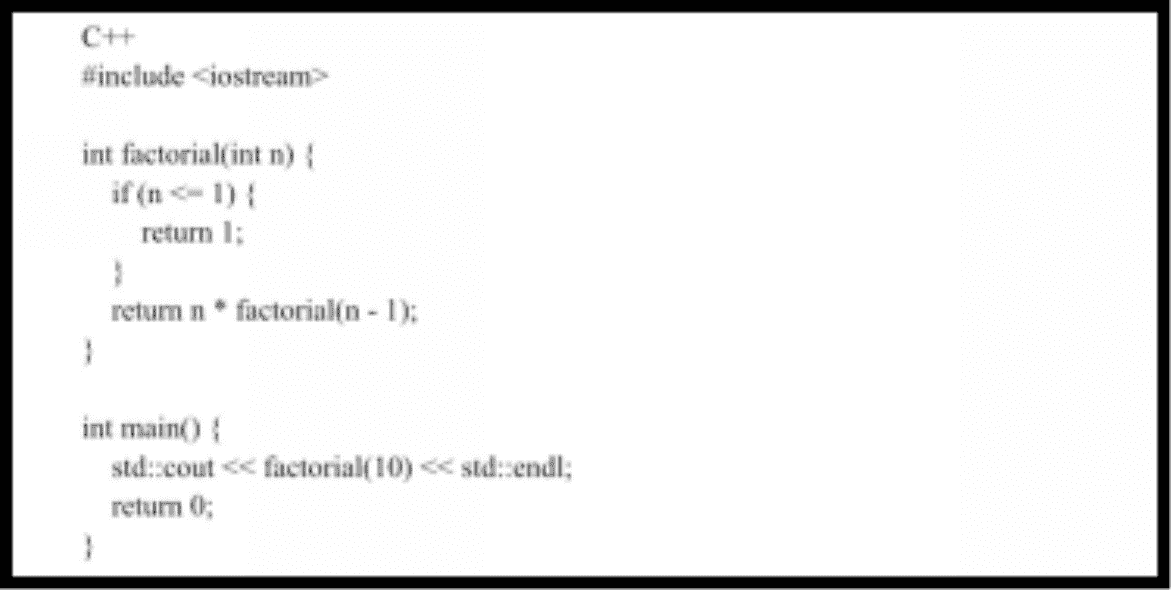 C++
#include <iostream>
int factorial(int n) {
if (n <= 1) {
return 1;
}
return n * factorial(n - 1);
}
int main() {
std::cout << factorial(10) << std::endl;
return 0;
}